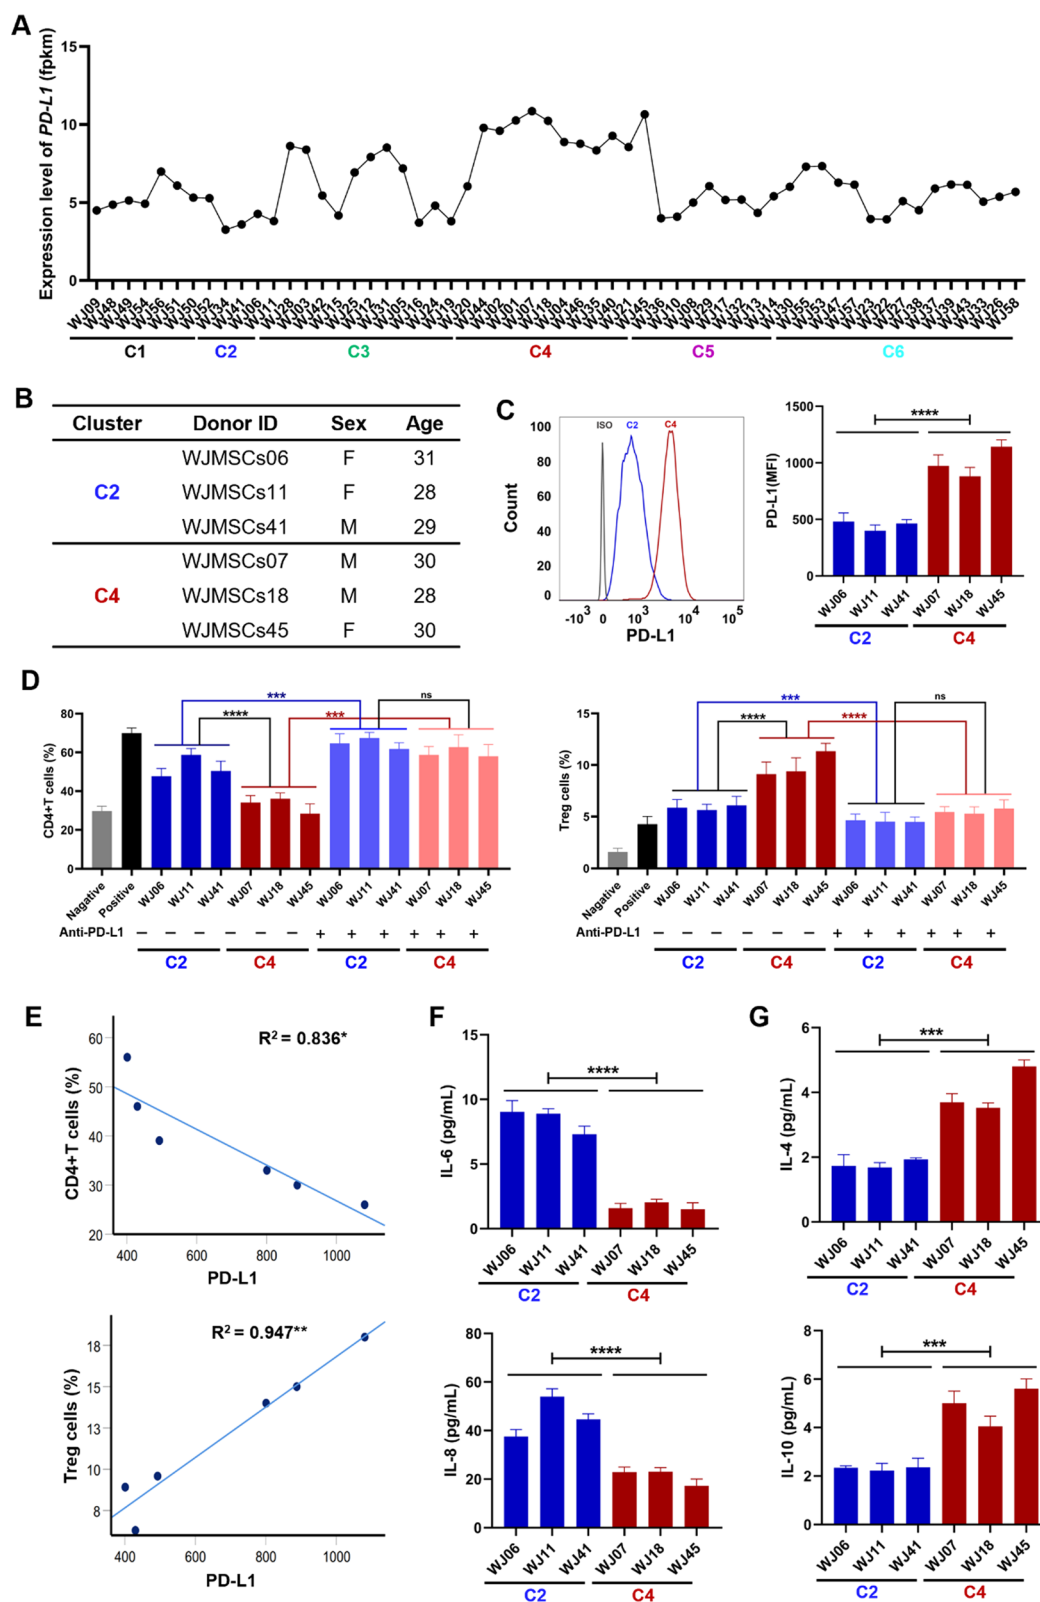 A
Expression level of PD-L1 (fpkm)
15
10
5
0
WJ09 WJ48 WJ49 WJ54 WJ56 WJ51 WJ50 WJ52 WJ34 WJ41 WJ06 WJ11 WJ28 WJ03 WJ42 WJ15 WJ25 WJ12 WJ31 WJ05 WJ16 WJ24 WJ19 WJ20 WJ44 WJ02 WJ01 WJ07 WJ18 WJ04 WJ46 WJ35 WJ40 WJ21 WJ45 WJ36 WJ10 WJ08 WJ29 WJ17 WJ32 WJ13 WJ14 WJ30 WJ55 WJ53 WJ47 WJ57 WJ23 WJ22 WJ27 WJ38 WJ37 WJ39 WJ43 WJ33 WJ26 WJ58
C1 C2 C3 C4 C5 C6
B
Cluster Donor ID Sex Age
WJMSCs06 F 31
C2 WJMSCs11 F 28
WJMSCs41 M 29
WJMSCs07 M 30
C4 WJMSCs18 M 28
WJMSCs45 F 30
C
Count
100
80
60
40
20
0
ISO C2 C4
-10³ 0 10³ 10⁴ 10⁵
PD-L1
PD-L1(MFI)
1500
1000
500
0
****
WJ06 WJ11 WJ41 WJ07 WJ18 WJ45
C2 C4
D
CD4+T cells (%)
80
60
40
20
0
*** **** *** ns
Nagative Positive WJ06 WJ11 WJ41 WJ07 WJ18 WJ45 WJ06 WJ11 WJ41 WJ07 WJ18 WJ45
Anti-PD-L1 − − − − − − + + + + + +
C2 C4 C2 C4
Treg cells (%)
15
10
5
0
*** **** **** ns
Nagative Positive WJ06 WJ11 WJ41 WJ07 WJ18 WJ45 WJ06 WJ11 WJ41 WJ07 WJ18 WJ45
Anti-PD-L1 − − − − − − + + + + + +
C2 C4 C2 C4
E
CD4+T cells (%)
60
50
40
30
20
R² = 0.836*
400 600 800 1000
PD-L1
Treg cells (%)
18
15
13
10
8
R² = 0.947**
400 600 800 1000
PD-L1
F
IL-6 (pg/mL)
15
10
5
0
****
WJ06 WJ11 WJ41 WJ07 WJ18 WJ45
C2 C4
IL-8 (pg/mL)
80
60
40
20
0
****
WJ06 WJ11 WJ41 WJ07 WJ18 WJ45
C2 C4
G
IL-4 (pg/mL)
6
4
2
0
***
WJ06 WJ11 WJ41 WJ07 WJ18 WJ45
C2 C4
IL-10 (pg/mL)
8
6
4
2
0
***
WJ06 WJ11 WJ41 WJ07 WJ18 WJ45
C2 C4